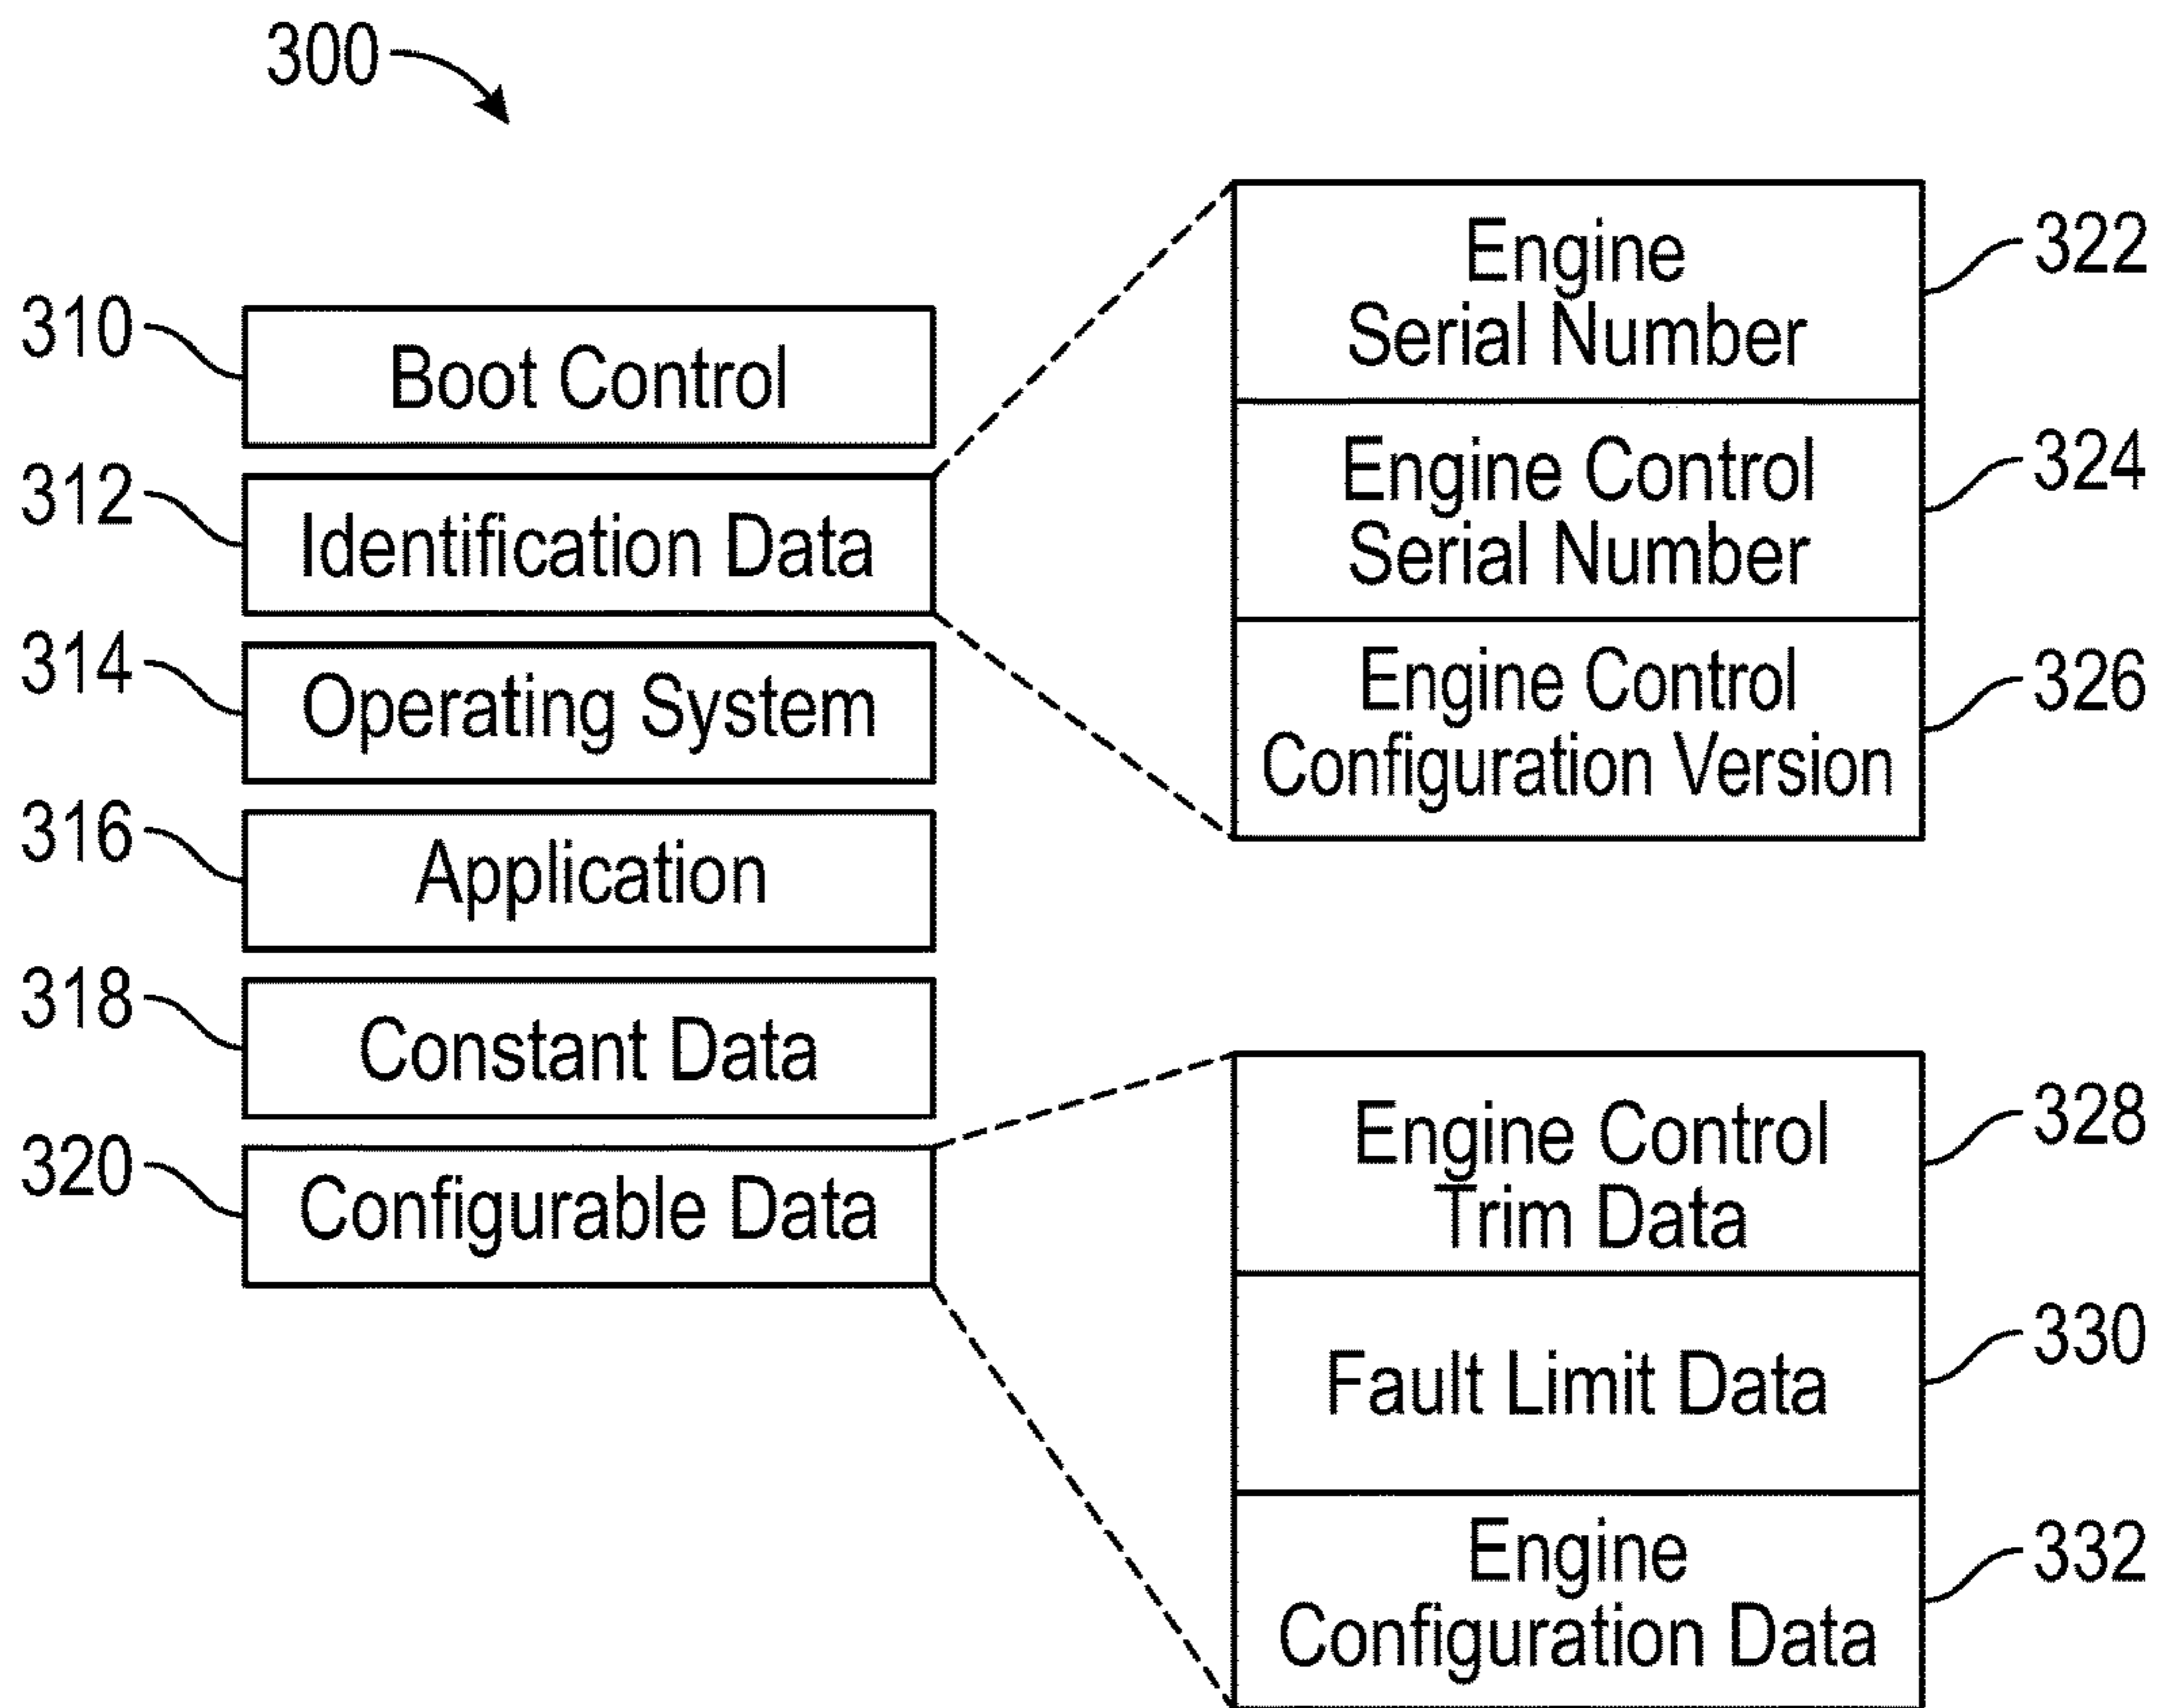 300
310
Boot Control
312
Identification Data
314
Operating System
316
Application
318
Constant Data
320
Configurable Data
Engine
Serial Number
322
Engine Control
Serial Number
324
Engine Control
Configuration Version
326
Engine Control
Trim Data
328
Fault Limit Data
330
Engine
Configuration Data
332